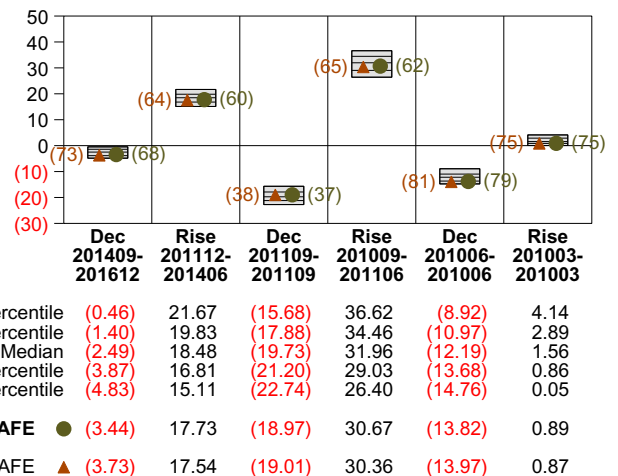 50
40
30 (65) (62)
20 (64) (60)
10
0 (73) (68) (75) (75)
(10) (81) (79)
(20) (38) (37)
(30)
Dec Rise Dec Rise Dec Rise
201409- 201112- 201109- 201009- 201006- 201003-
201612 201406 201109 201106 201006 201003
ercentile (0.46) 21.67 (15.68) 36.62 (8.92) 4.14
ercentile (1.40) 19.83 (17.88) 34.46 (10.97) 2.89
Median (2.49) 18.48 (19.73) 31.96 (12.19) 1.56
ercentile (3.87) 16.81 (21.20) 29.03 (13.68) 0.86
ercentile (4.83) 15.11 (22.74) 26.40 (14.76) 0.05
AFE (3.44) 17.73 (18.97) 30.67 (13.82) 0.89
AFE (3.73) 17.54 (19.01) 30.36 (13.97) 0.87